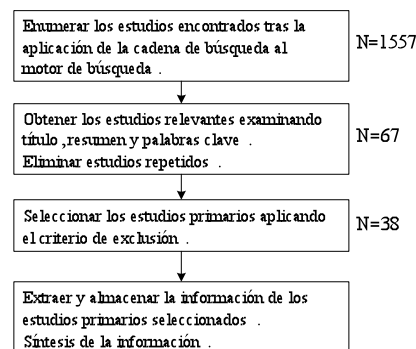 Enumerar los estudios encontrados tras la
aplicación de la cadena de búsqueda al
motor de búsqueda .
N=1557
Obtener los estudios relevantes examinando
título ,resumen y palabras clave .
Eliminar estudios repetidos .
N=67
Seleccionar los estudios primarios aplicando
el criterio de exclusión .
N=38
Extraer y almacenar la información de los
estudios primarios seleccionados .
Síntesis de la información .